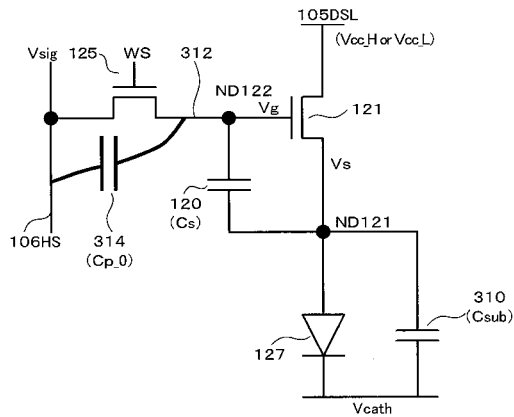 105DSL
(Vcc_H or Vcc_L)
Vsig
125
WS
312
ND122
Vg
121
Vs
120
(Cs)
ND121
106HS
314
(Cp_0)
310
(Csub)
127
Vcath